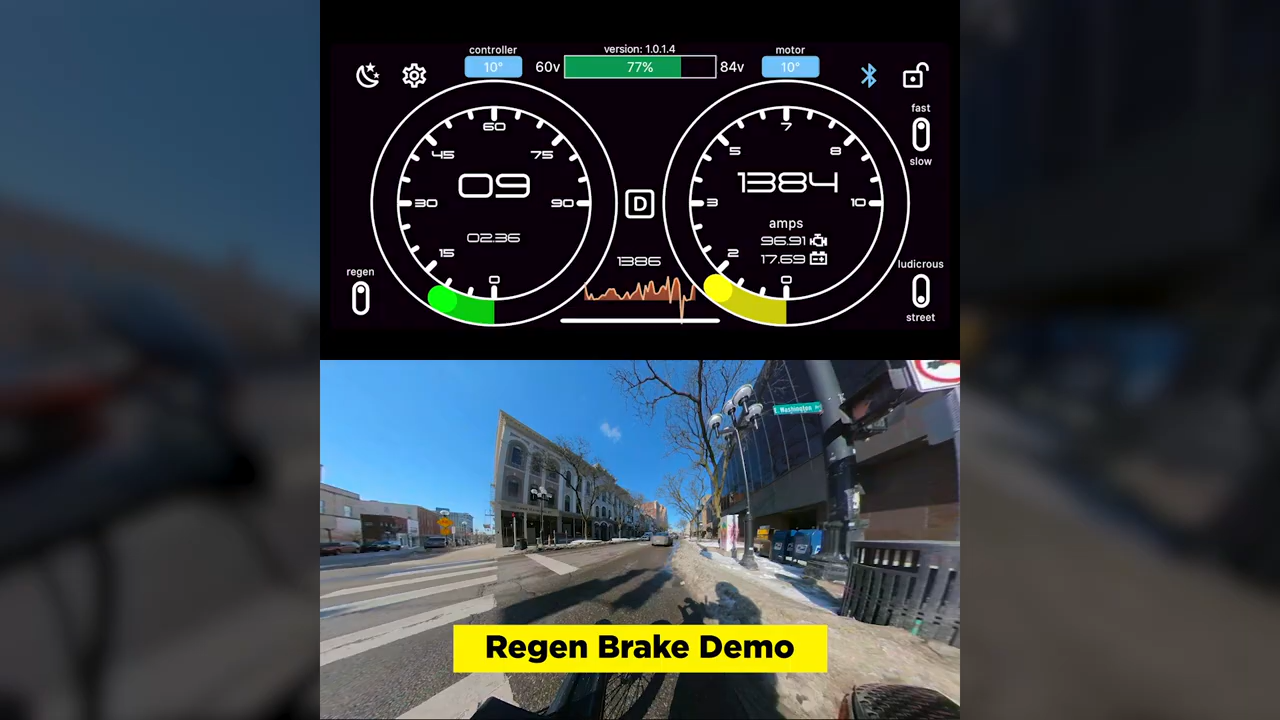 controller
version: 1.0.1.4
motor
10°
60v
77%
84v
10°
fast
slow
60
45
75
09
30
90
02.36
15
0
D
1386
7
5
8
1384
3
10
amps
96.91
2
17.69
0
regen
ludicrous
street
E. Washington
Regen Brake Demo